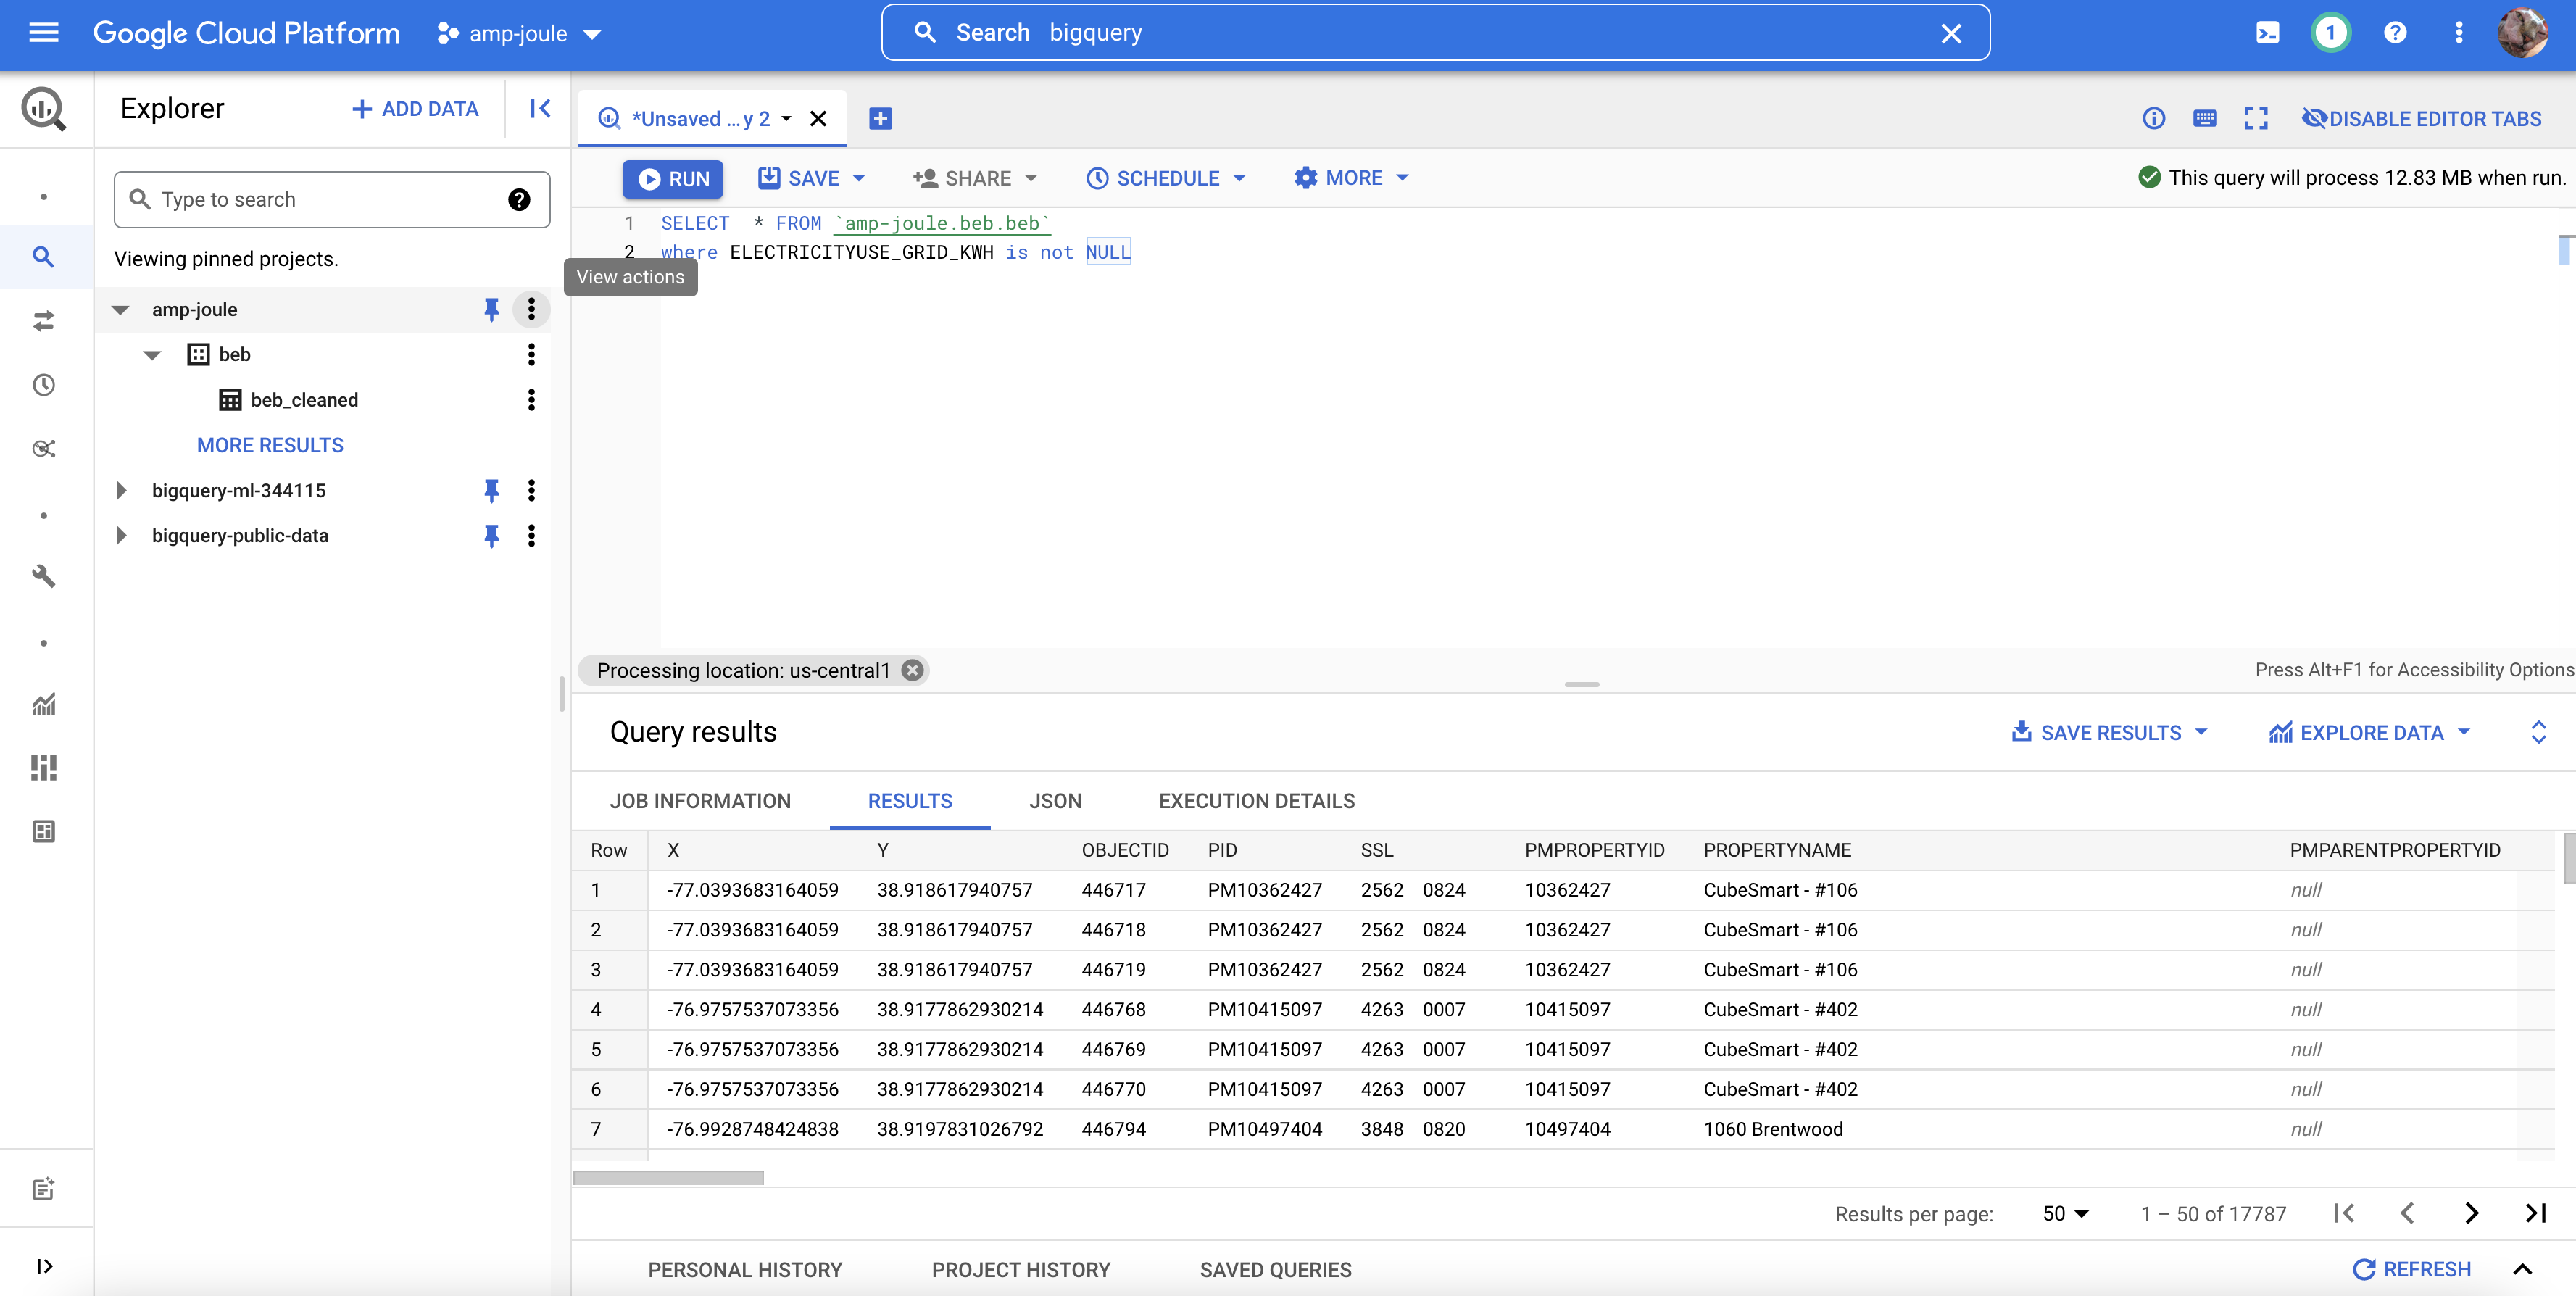 Google Cloud Platform amp-joule Search bigquery 1
Explorer ADD DATA *Unsaved ...y 2 DISABLE EDITOR TABS
RUN SAVE SHARE SCHEDULE MORE This query will process 12.83 MB when run.
Type to search
Viewing pinned projects.
1 SELECT * FROM `amp-joule.beb.beb`
2 where ELECTRICITYUSE_GRID_KWH is not NULL
View actions
amp-joule
beb
beb_cleaned
MORE RESULTS
bigquery-ml-344115
bigquery-public-data
Processing location: us-central1 Press Alt+F1 for Accessibility Options
Query results SAVE RESULTS EXPLORE DATA
JOB INFORMATION RESULTS JSON EXECUTION DETAILS
Row X Y OBJECTID PID SSL PMPROPERTYID PROPERTYNAME PMPARENTPROPERTYID
1 -77.0393683164059 38.918617940757 446717 PM10362427 2562 0824 10362427 CubeSmart - #106 null
2 -77.0393683164059 38.918617940757 446718 PM10362427 2562 0824 10362427 CubeSmart - #106 null
3 -77.0393683164059 38.918617940757 446719 PM10362427 2562 0824 10362427 CubeSmart - #106 null
4 -76.9757537073356 38.9177862930214 446768 PM10415097 4263 0007 10415097 CubeSmart - #402 null
5 -76.9757537073356 38.9177862930214 446769 PM10415097 4263 0007 10415097 CubeSmart - #402 null
6 -76.9757537073356 38.9177862930214 446770 PM10415097 4263 0007 10415097 CubeSmart - #402 null
7 -76.9928748424838 38.9197831026792 446794 PM10497404 3848 0820 10497404 1060 Brentwood null
Results per page: 50 1 – 50 of 17787
PERSONAL HISTORY PROJECT HISTORY SAVED QUERIES REFRESH